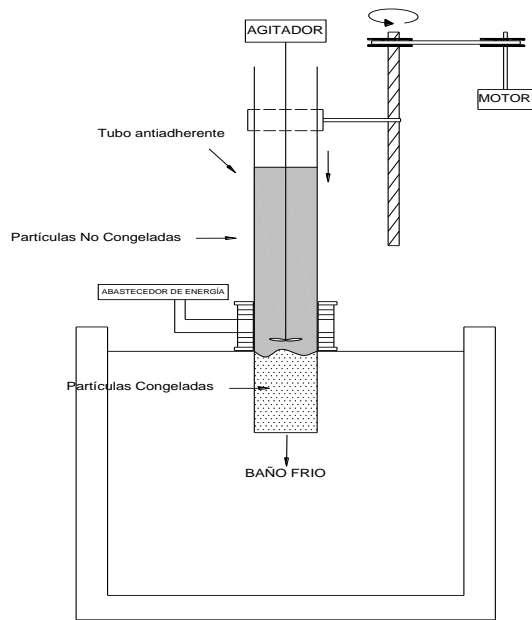 AGITADOR
MOTOR
Tubo antiadherente
Partículas No Congeladas
ABASTECEDOR DE ENERGÍA
Partículas Congeladas
BAÑO FRIO